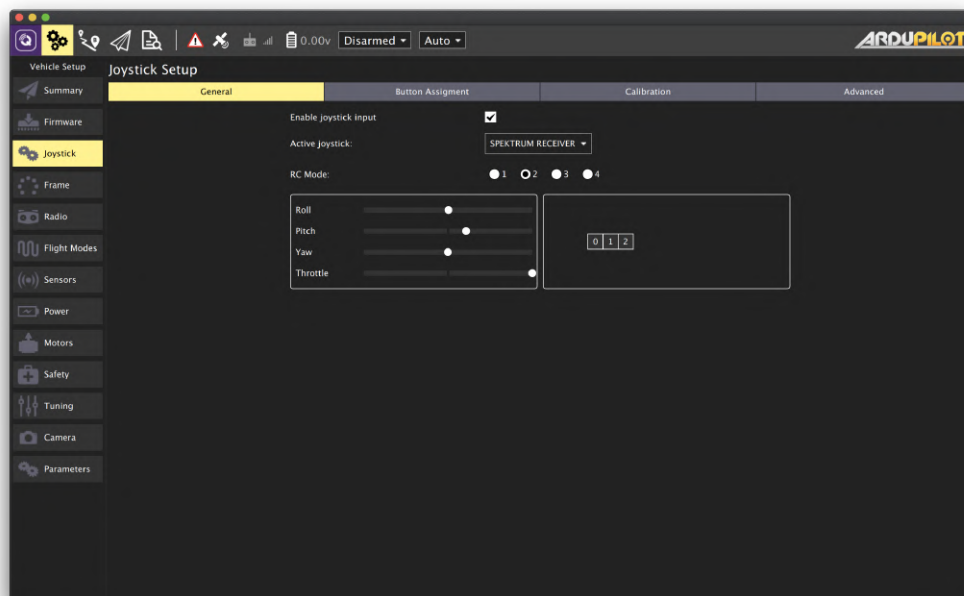 0.00v Disarmed Auto ARDUPILOT
Vehicle Setup
Joystick Setup
Summary
General Button Assigment Calibration Advanced
Firmware
Enable joystick input
Joystick
Active joystick: SPEKTRUM RECEIVER
Frame
RC Mode: 1 2 3 4
Radio
Roll
Pitch
Flight Modes
0 1 2
Yaw
Sensors
Throttle
Power
Motors
Safety
Tuning
Camera
Parameters